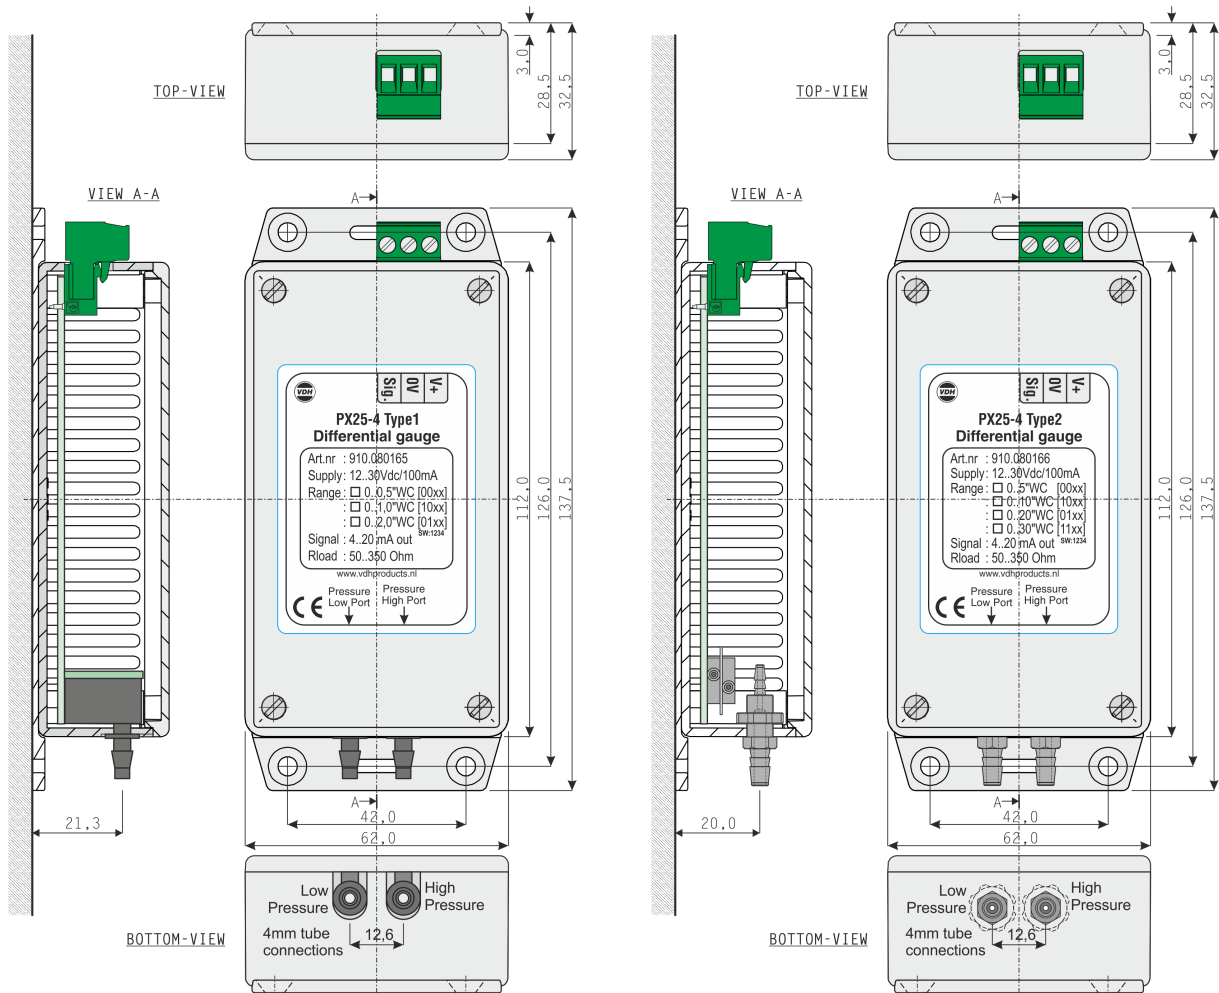 TOP-VIEW
3,0
28,5
32,5
VIEW A-A
A
VDH
Sig.
0V
V+
PX25-4 Type1
Differential gauge
Art.nr : 910.080165
Supply: 12..30Vdc/100mA
Range : □ 0..0,5"WC [00xx]
: □ 0..1,0"WC [10xx]
: □ 0..2,0"WC [01xx]
SW:1234
Signal : 4..20 mA out
Rload : 50..350 Ohm
www.vdhproducts.nl
Pressure
Low Port
Pressure
High Port
CE
112,0
126,0
137,5
A
21,3
42,0
62,0
Low
Pressure
High
Pressure
4mm tube
connections
12,6
BOTTOM-VIEW
TOP-VIEW
3,0
28,5
32,5
VIEW A-A
A
VDH
Sig.
0V
V+
PX25-4 Type2
Differential gauge
Art.nr : 910.080166
Supply: 12..30Vdc/100mA
Range : □ 0..5"WC [00xx]
: □ 0..10"WC [10xx]
: □ 0..20"WC [01xx]
: □ 0..30"WC [11xx]
SW:1234
Signal : 4..20 mA out
Rload : 50..350 Ohm
www.vdhproducts.nl
Pressure
Low Port
Pressure
High Port
CE
112,0
126,0
137,5
A
20,0
42,0
62,0
Low
Pressure
High
Pressure
4mm tube
connections
12,6
BOTTOM-VIEW